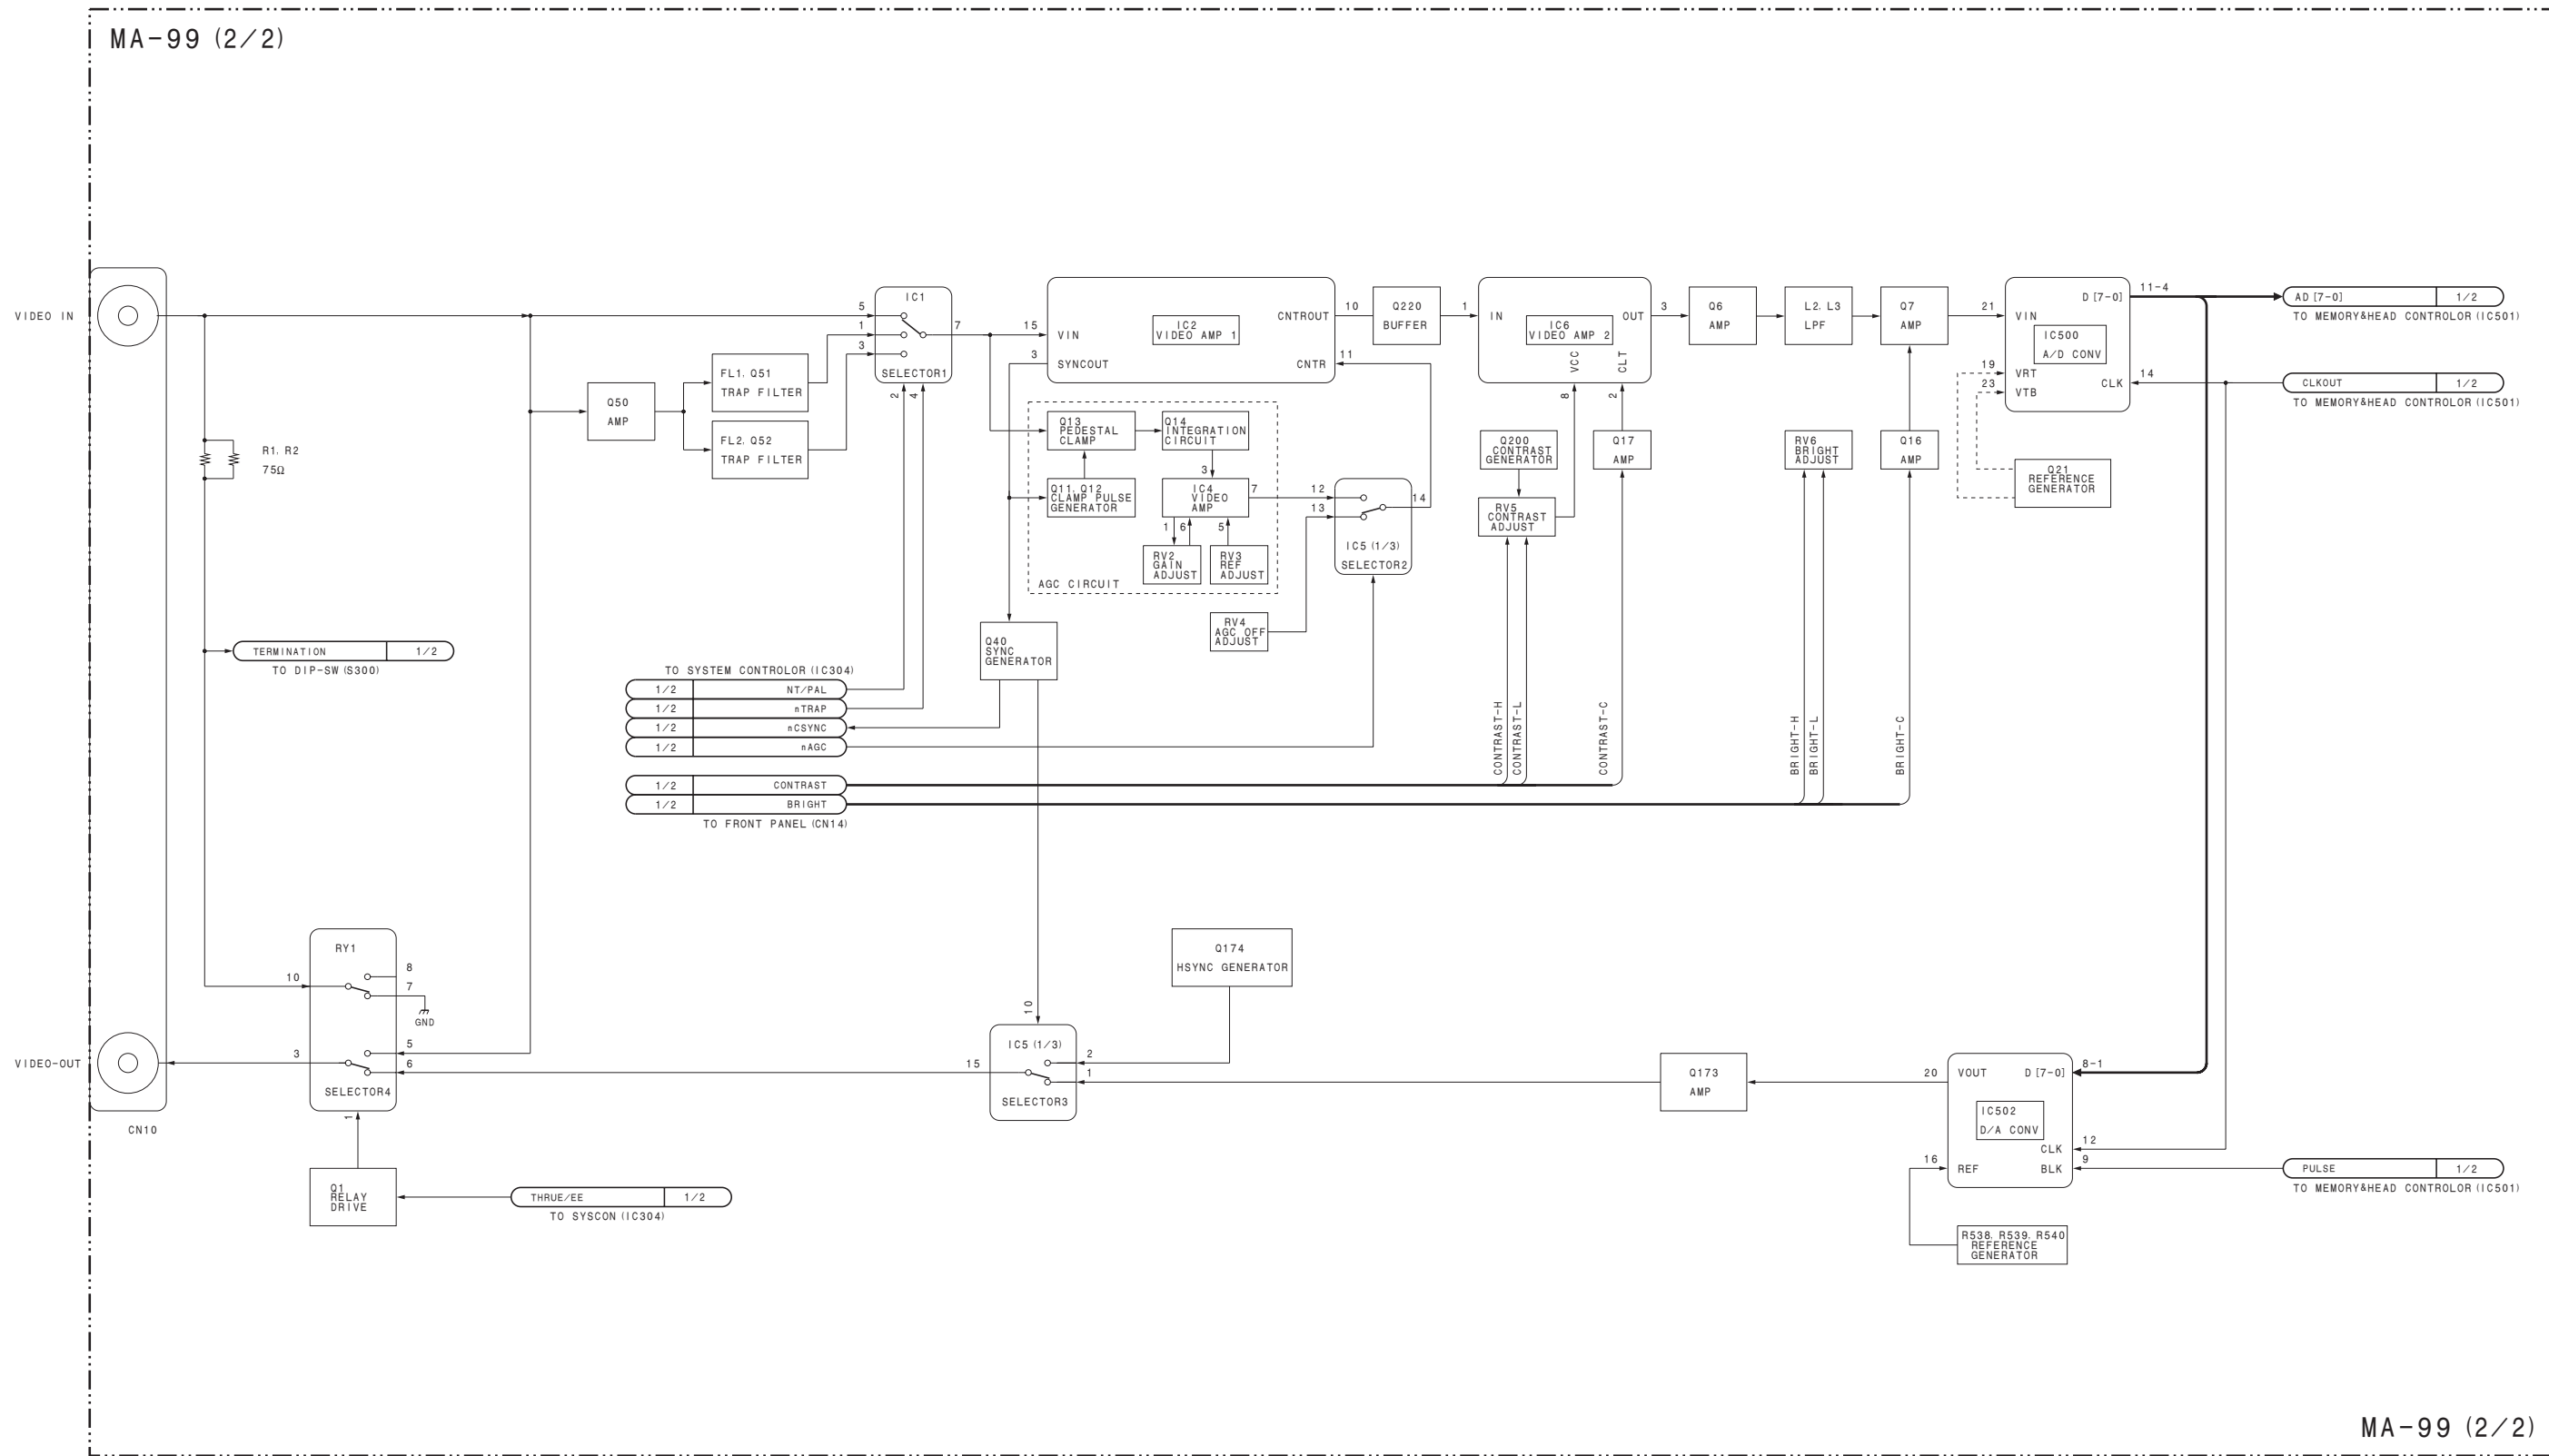 MA-99 (2/2)
VIDEO IN
R1. R2
75Ω
TERMINATION 1/2
TO DIP-SW (S300)
Q50
AMP
FL1. Q51
TRAP FILTER
FL2. Q52
TRAP FILTER
IC1
5
1
3
7
SELECTOR1
2
4
15
VIN
3
SYNCOUT
IC2
VIDEO AMP 1
CNTROUT
10
CNTR
11
Q220
BUFFER
Q13
PEDESTAL
CLAMP
Q14
INTEGRATION
CIRCUIT
3
Q11. Q12
CLAMP PULSE
GENERATOR
IC4
VIDEO
AMP
7
1
6
5
RV2
GAIN
ADJUST
RV3
REF
ADJUST
AGC CIRCUIT
12
13
14
IC5 (1/3)
SELECTOR2
RV4
AGC OFF
ADJUST
Q40
SYNC
GENERATOR
1
IN
IC6
VIDEO AMP 2
OUT
3
VCC
CLT
8
2
Q200
CONTRAST
GENERATOR
RV5
CONTRAST
ADJUST
Q17
AMP
Q6
AMP
L2. L3
LPF
Q7
AMP
RV6
BRIGHT
ADJUST
Q16
AMP
21
VIN
D [7-0]
11-4
IC500
A/D CONV
19
VRT
23
VTB
CLK
14
Q21
REFERENCE
GENERATOR
AD [7-0] 1/2
TO MEMORY&HEAD CONTROLOR (IC501)
CLKOUT 1/2
TO MEMORY&HEAD CONTROLOR (IC501)
TO SYSTEM CONTROLOR (IC304)
1/2 NT/PAL
1/2 nTRAP
1/2 nCSYNC
1/2 nAGC
1/2 CONTRAST
1/2 BRIGHT
TO FRONT PANEL (CN14)
CONTRAST-H
CONTRAST-L
CONTRAST-C
BRIGHT-H
BRIGHT-L
BRIGHT-C
RY1
10
8
7
GND
5
3
6
SELECTOR4
1
VIDEO-OUT
CN10
Q1
RELAY
DRIVE
THRUE/EE 1/2
TO SYSCON (IC304)
Q174
HSYNC GENERATOR
10
IC5 (1/3)
15
2
1
SELECTOR3
Q173
AMP
20
VOUT
D [7-0]
8-1
IC502
D/A CONV
CLK
12
16
REF
BLK
9
PULSE 1/2
TO MEMORY&HEAD CONTROLOR (IC501)
R538. R539. R540
REFERENCE
GENERATOR
MA-99 (2/2)